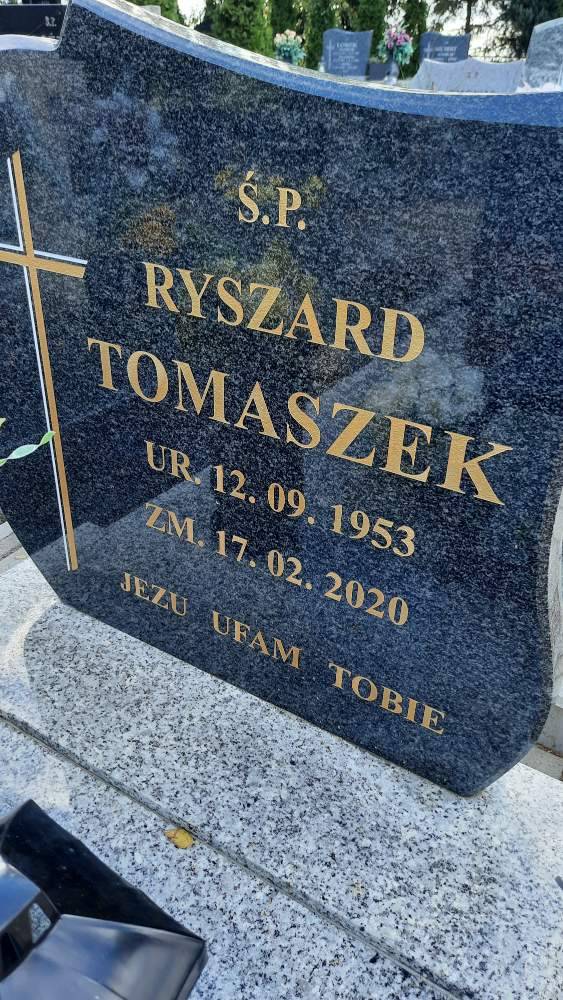 Ś.P.
RYSZARD
TOMASZEK
UR. 12. 09. 1953
ZM. 17. 02. 2020
JEZU UFAM TOBIE